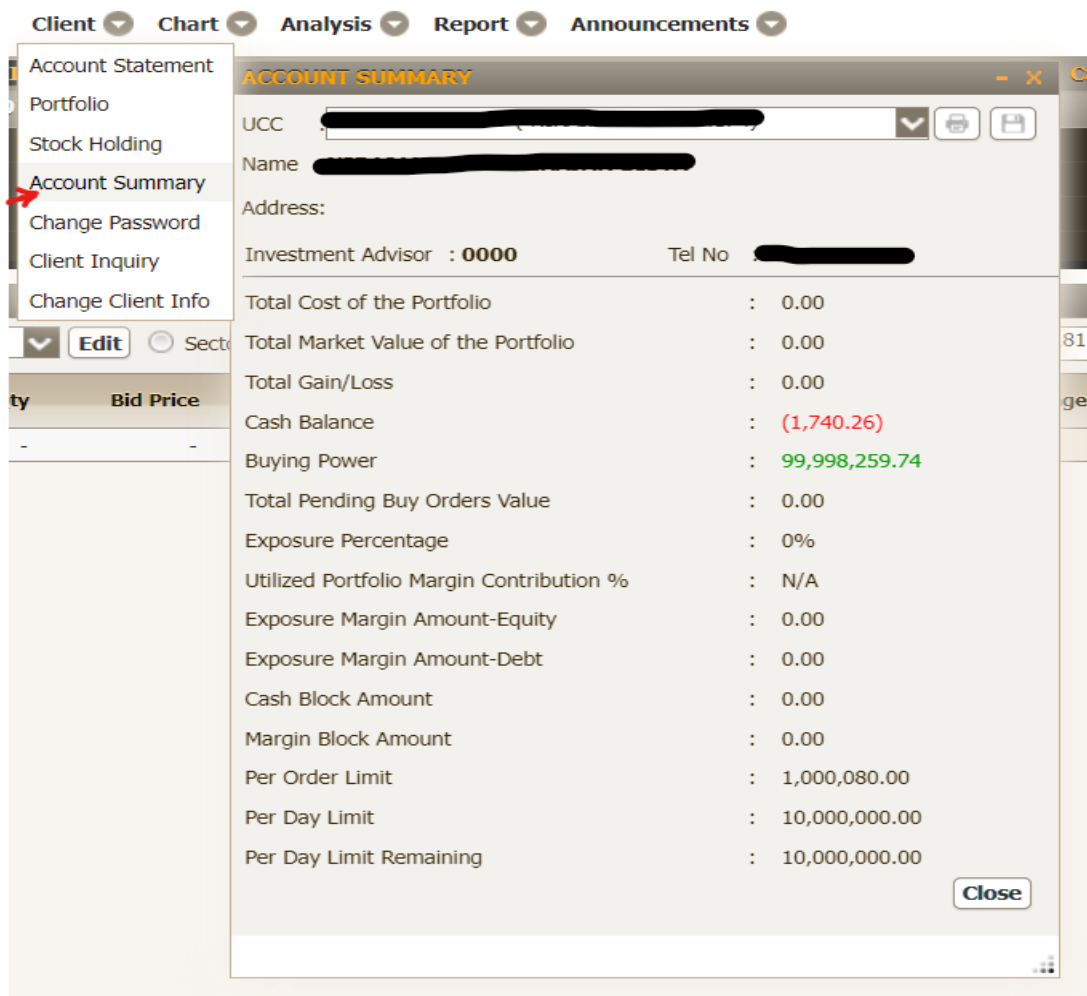 Client Chart Analysis Report Announcements
Account Statement
Portfolio
Stock Holding
Account Summary
Change Password
Client Inquiry
Change Client Info
Edit
ty Bid Price
- -
ACCOUNT SUMMARY
UCC :
Name
Address:
Investment Advisor : 0000 Tel No :
Total Cost of the Portfolio : 0.00
Total Market Value of the Portfolio : 0.00
Total Gain/Loss : 0.00
Cash Balance : (1,740.26)
Buying Power : 99,998,259.74
Total Pending Buy Orders Value : 0.00
Exposure Percentage : 0%
Utilized Portfolio Margin Contribution % : N/A
Exposure Margin Amount-Equity : 0.00
Exposure Margin Amount-Debt : 0.00
Cash Block Amount : 0.00
Margin Block Amount : 0.00
Per Order Limit : 1,000,080.00
Per Day Limit : 10,000,000.00
Per Day Limit Remaining : 10,000,000.00
Close
81
ge